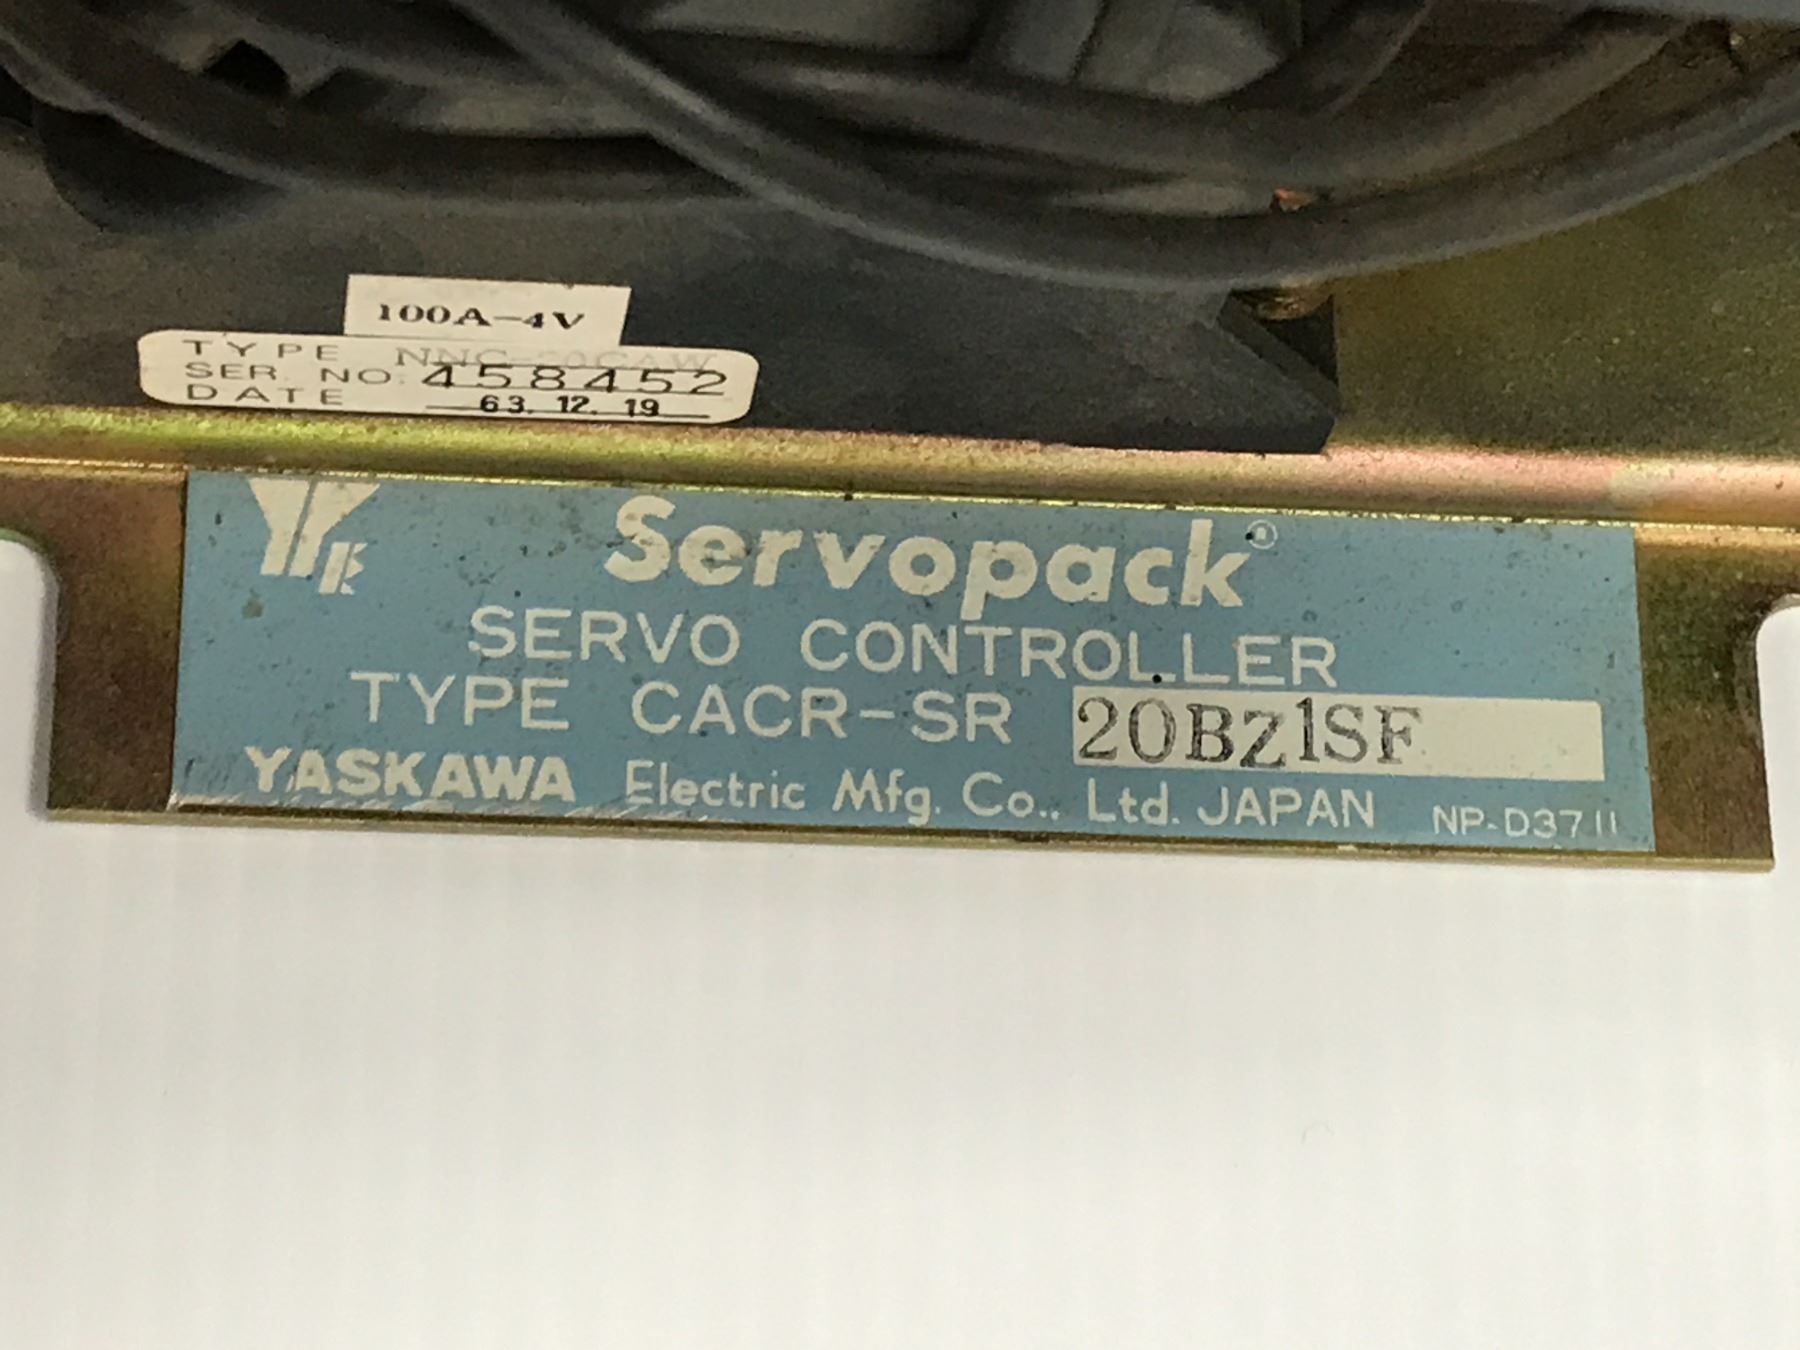 100A-4V
TYPE
SER. NO. 458452
DATE 63.12.19
Servopack®
SERVO CONTROLLER
TYPE CACR-SR 20BZ1SF
YASKAWA Electric Mfg. Co., Ltd. JAPAN NP-D3711